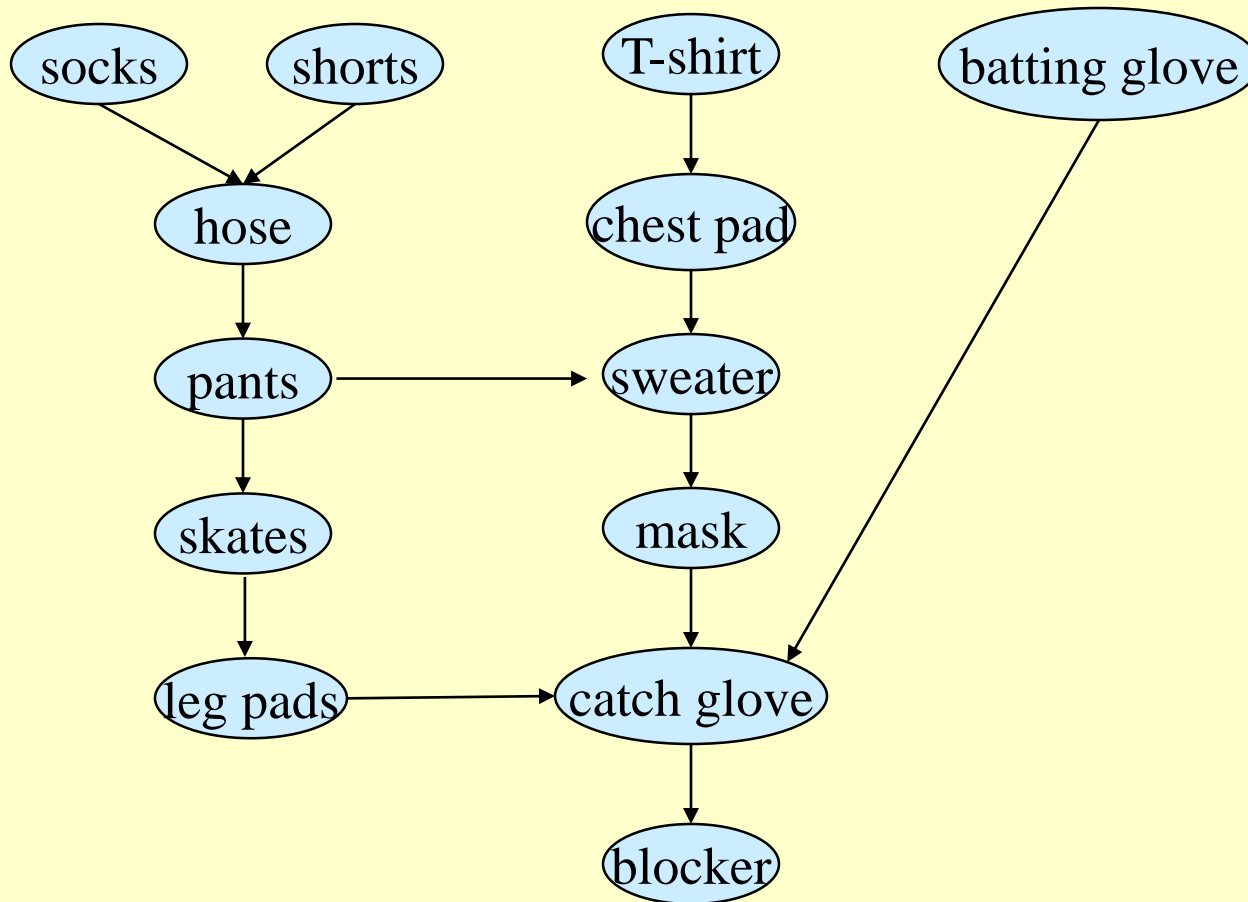 socks
shorts
T-shirt
batting glove
hose
chest pad
pants
sweater
skates
mask
leg pads
catch glove
blocker